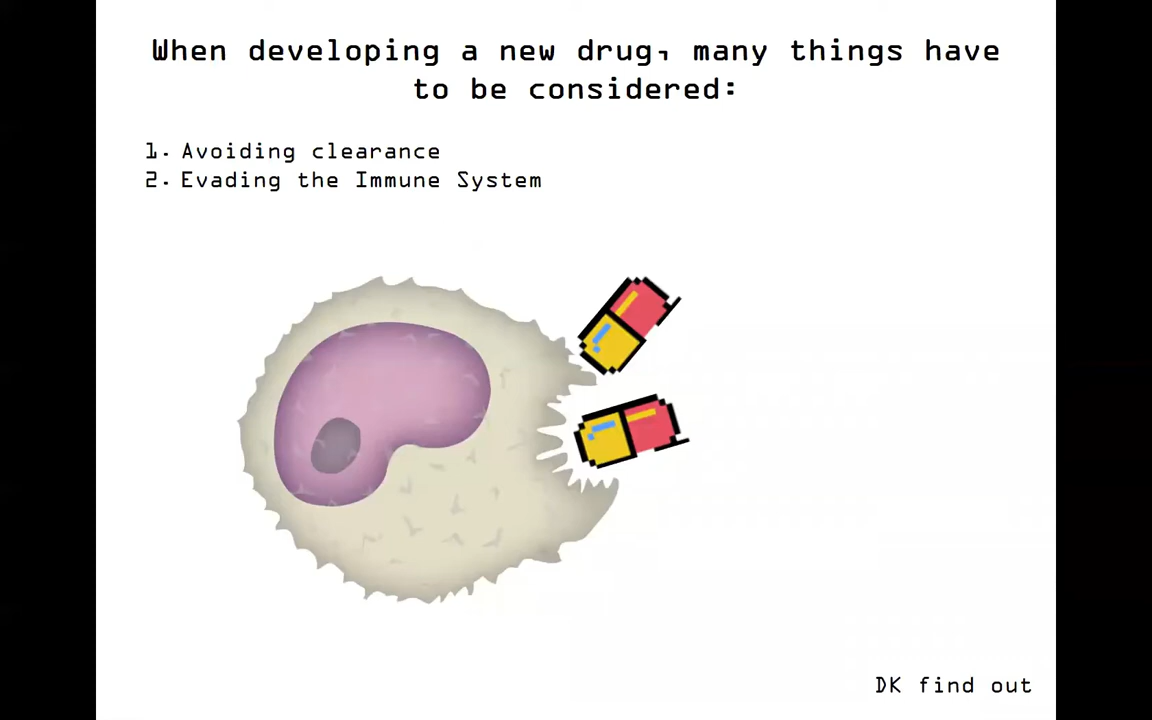 When developing a new drug, many things have
to be considered:
1. Avoiding clearance
2. Evading the Immune System
DK find out